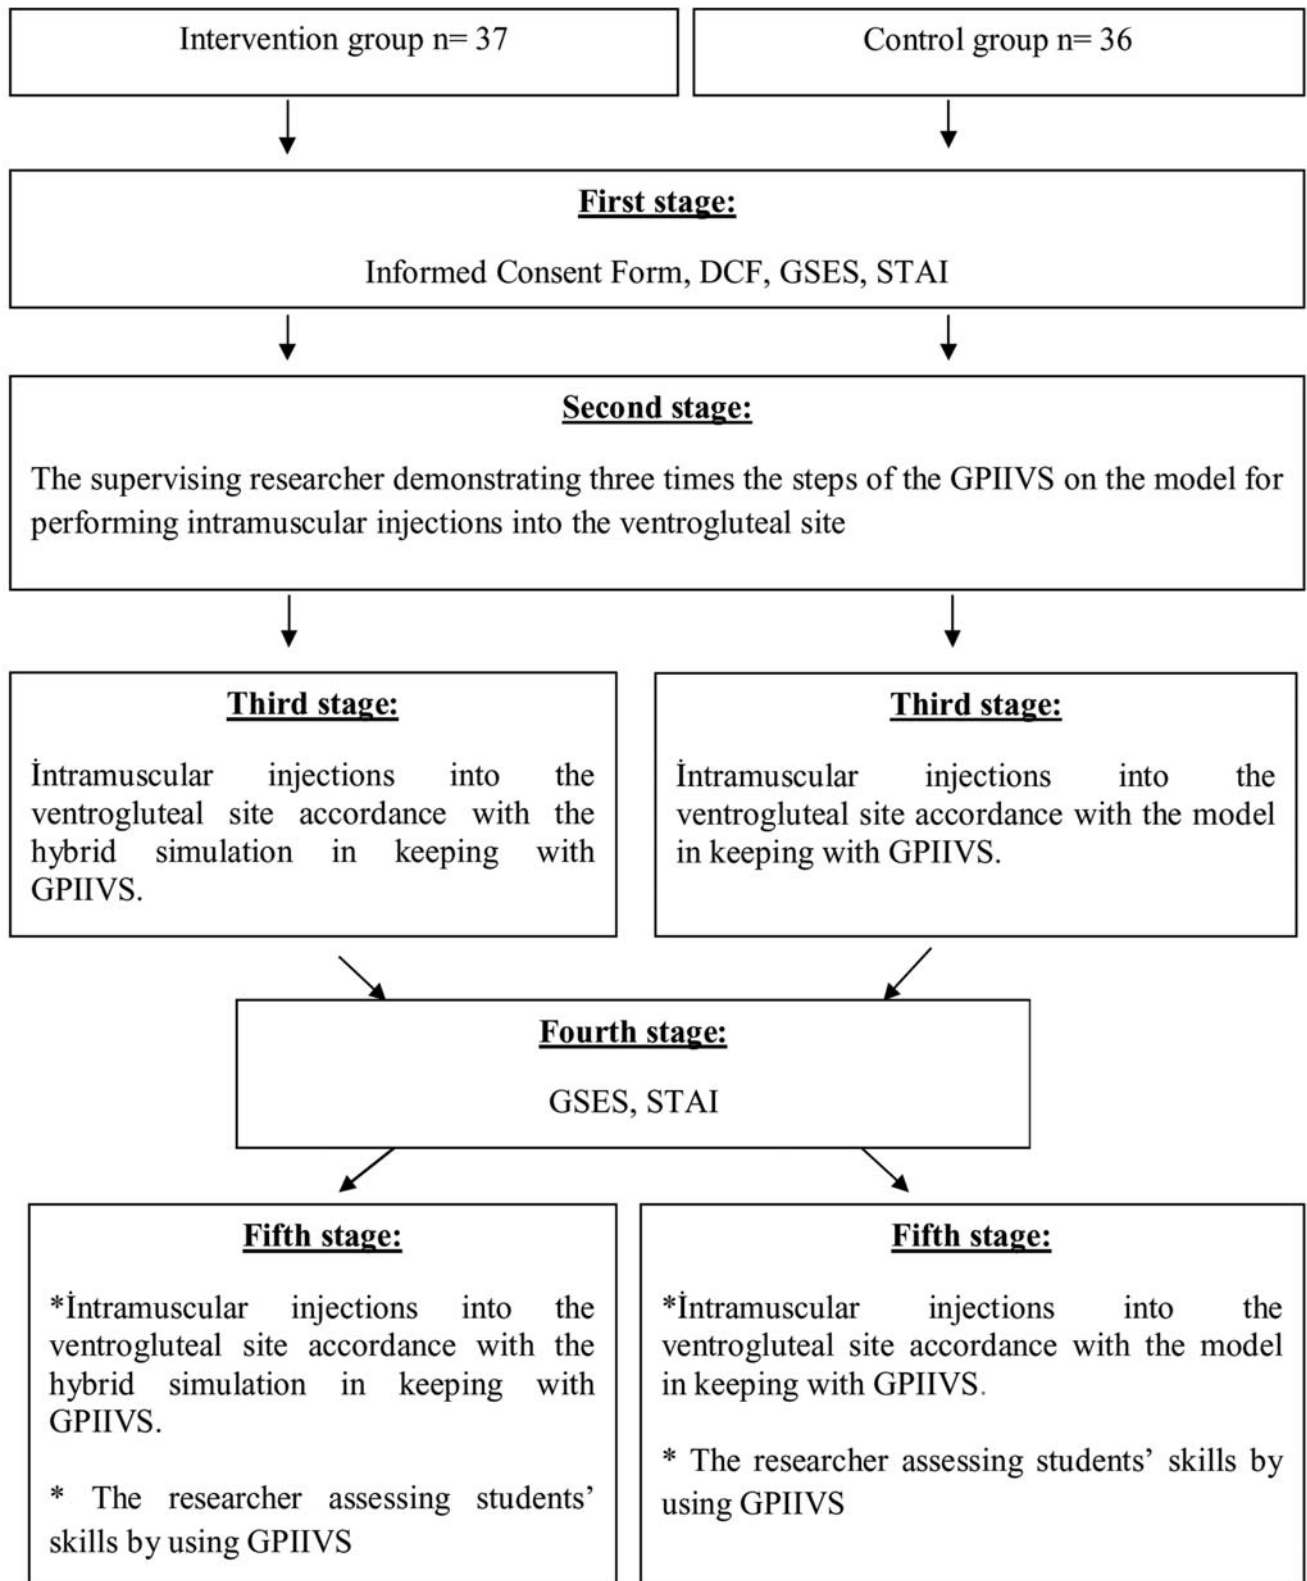 Intervention group n= 37
Control group n= 36
First stage:
Informed Consent Form, DCF, GSES, STAI
Second stage:
The supervising researcher demonstrating three times the steps of the GPIIVS on the model for
performing intramuscular injections into the ventrogluteal site
Third stage:
İntramuscular injections into the
ventrogluteal site accordance with the
hybrid simulation in keeping with
GPIIVS.
Third stage:
İntramuscular injections into the
ventrogluteal site accordance with the model
in keeping with GPIIVS.
Fourth stage:
GSES, STAI
Fifth stage:
*İntramuscular injections into the
ventrogluteal site accordance with the
hybrid simulation in keeping with
GPIIVS.
* The researcher assessing students’
skills by using GPIIVS
Fifth stage:
*İntramuscular injections into the
ventrogluteal site accordance with the model
in keeping with GPIIVS.
* The researcher assessing students’ skills by
using GPIIVS